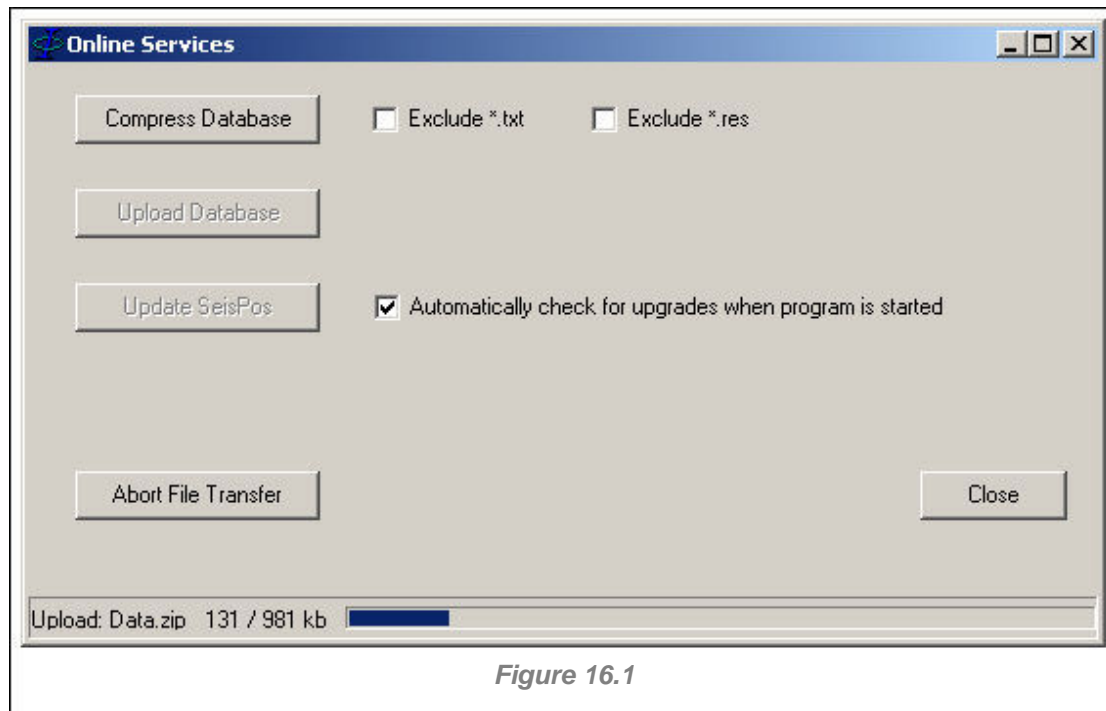 Online Services
Compress Database Exclude *.txt Exclude *.res
Upload Database
Update SeisPos Automatically check for upgrades when program is started
Abort File Transfer Close
Upload: Data.zip 131 / 981 kb
Figure 16.1